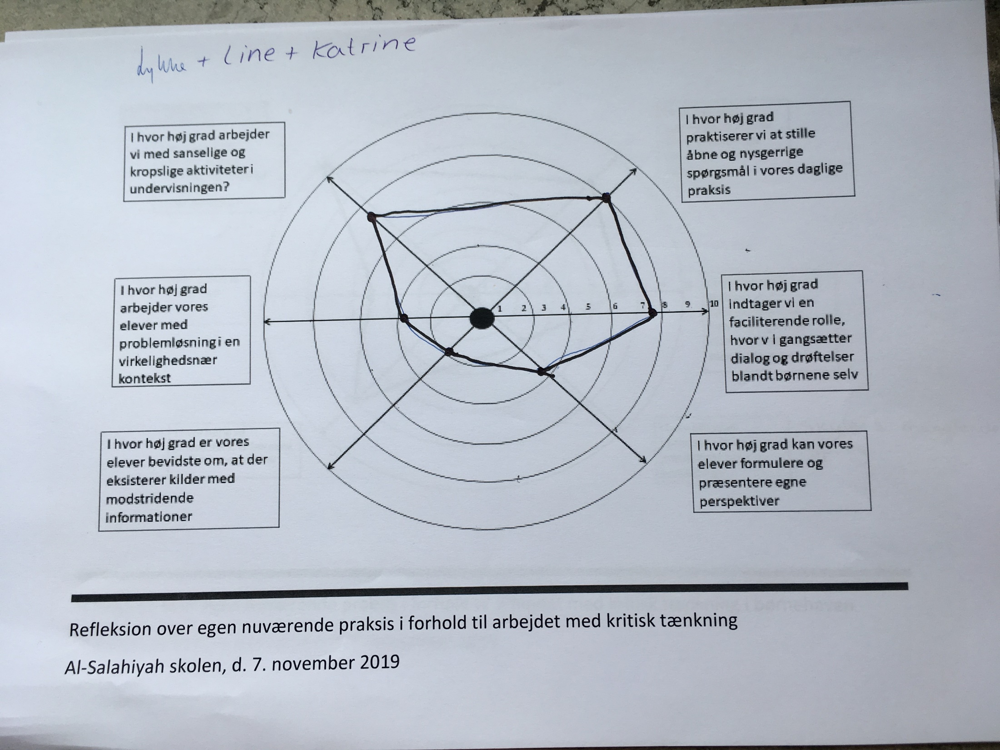 Lykke + Line + Katrine
I hvor høj grad arbejder
vi med sanselige og
kropslige aktiviteter i
undervisningen?
I hvor høj grad
praktiserer vi at stille
åbne og nysgerrige
spørgsmål i vores daglige
praksis
I hvor høj grad
arbejder vores
elever med
problemløsning i en
virkelighedsnær
kontekst
1 2 3 4 5 6 7 8 9 10
I hvor høj grad
indtager vi en
faciliterende rolle,
hvor v i gangsætter
dialog og drøftelser
blandt børnene selv
I hvor høj grad er vores
elever bevidste om, at der
eksisterer kilder med
modstridende
informationer
I hvor høj grad kan vores
elever formulere og
præsentere egne
perspektiver
Refleksion over egen nuværende praksis i forhold til arbejdet med kritisk tænkning
Al-Salahiyah skolen, d. 7. november 2019